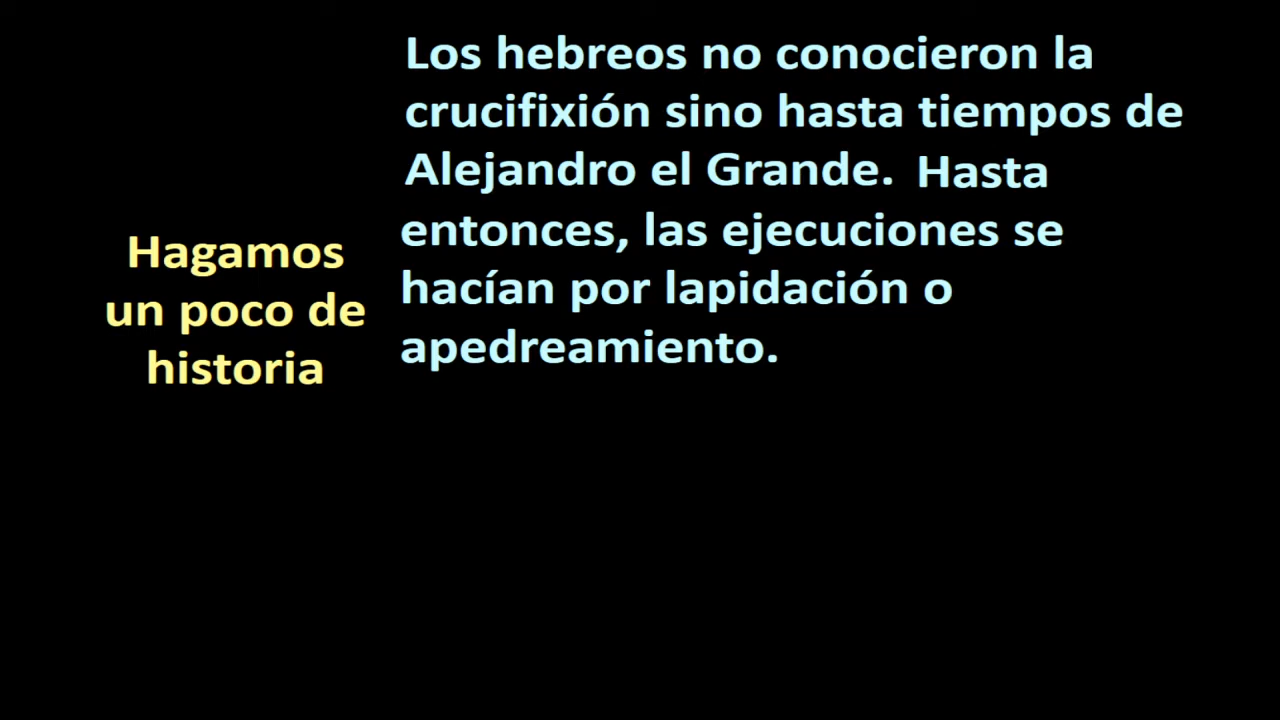 Hagamos
un poco de
historia
Los hebreos no conocieron la
crucifixión sino hasta tiempos de
Alejandro el Grande. Hasta
entonces, las ejecuciones se
hacían por lapidación o
apedreamiento.